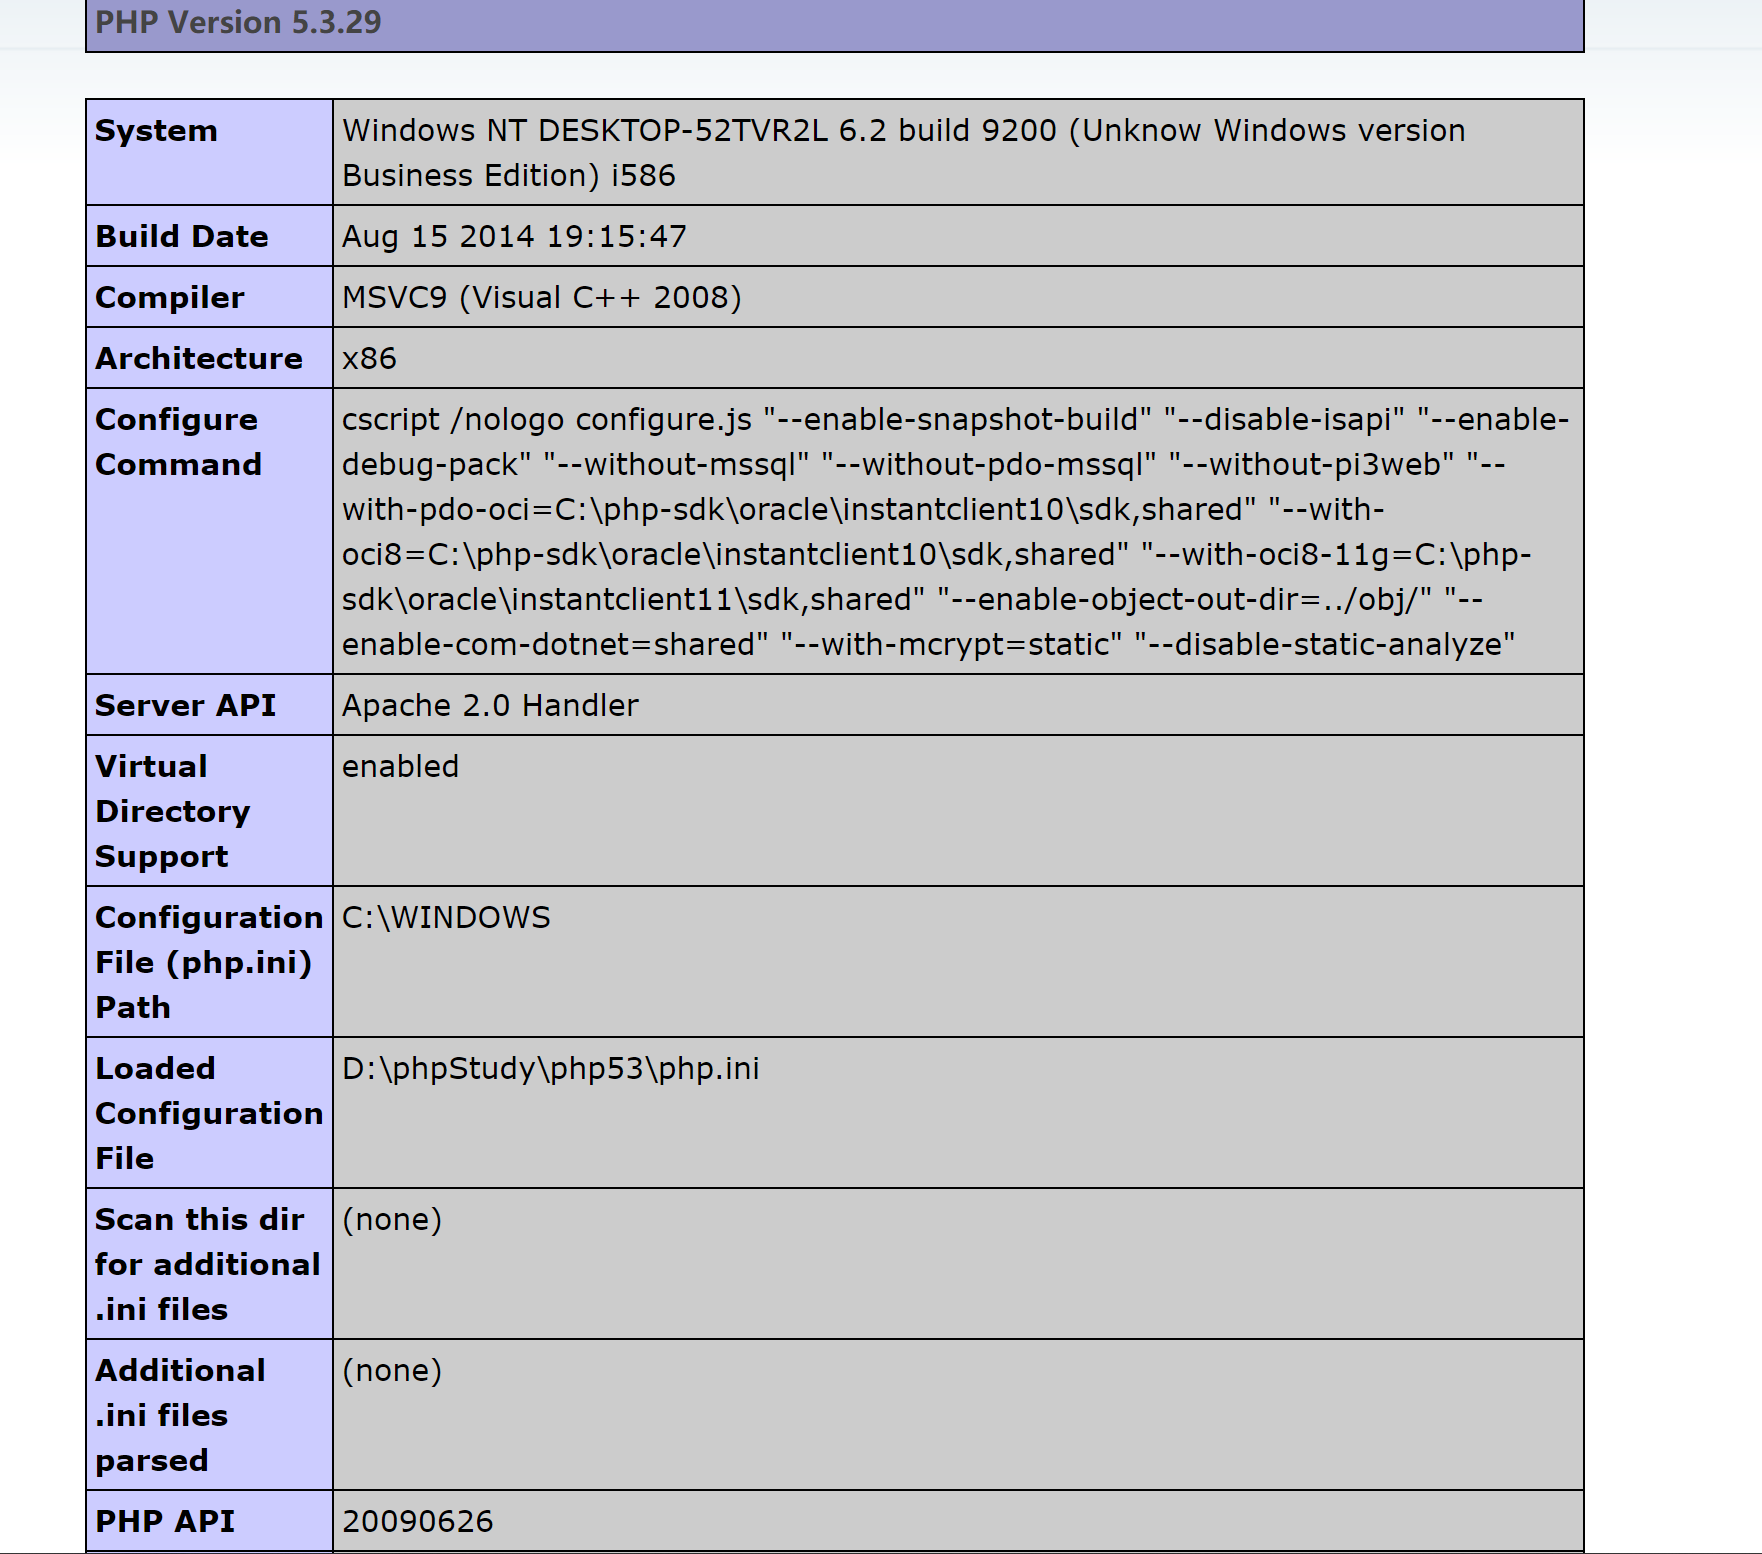 PHP Version 5.3.29
System
Windows NT DESKTOP-52TVR2L 6.2 build 9200 (Unknow Windows version
Business Edition) i586
Build Date
Aug 15 2014 19:15:47
Compiler
MSVC9 (Visual C++ 2008)
Architecture
x86
Configure
Command
cscript /nologo configure.js "--enable-snapshot-build" "--disable-isapi" "--enable-
debug-pack" "--without-mssql" "--without-pdo-mssql" "--without-pi3web" "--
with-pdo-oci=C:\php-sdk\oracle\instantclient10\sdk,shared" "--with-
oci8=C:\php-sdk\oracle\instantclient10\sdk,shared" "--with-oci8-11g=C:\php-
sdk\oracle\instantclient11\sdk,shared" "--enable-object-out-dir=../obj/" "--
enable-com-dotnet=shared" "--with-mcrypt=static" "--disable-static-analyze"
Server API
Apache 2.0 Handler
Virtual
Directory
Support
enabled
Configuration
File (php.ini)
Path
C:\WINDOWS
Loaded
Configuration
File
D:\phpStudy\php53\php.ini
Scan this dir
for additional
.ini files
(none)
Additional
.ini files
parsed
(none)
PHP API
20090626